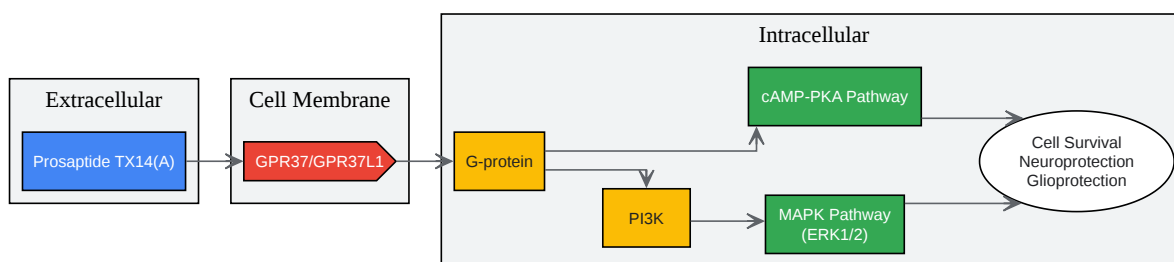 Intracellular
Extracellular
Cell Membrane
Prosaptide TX14(A)
GPR37/GPR37L1
G-protein
cAMP-PKA Pathway
PI3K
MAPK Pathway
(ERK1/2)
Cell Survival
Neuroprotection
Glioprotection